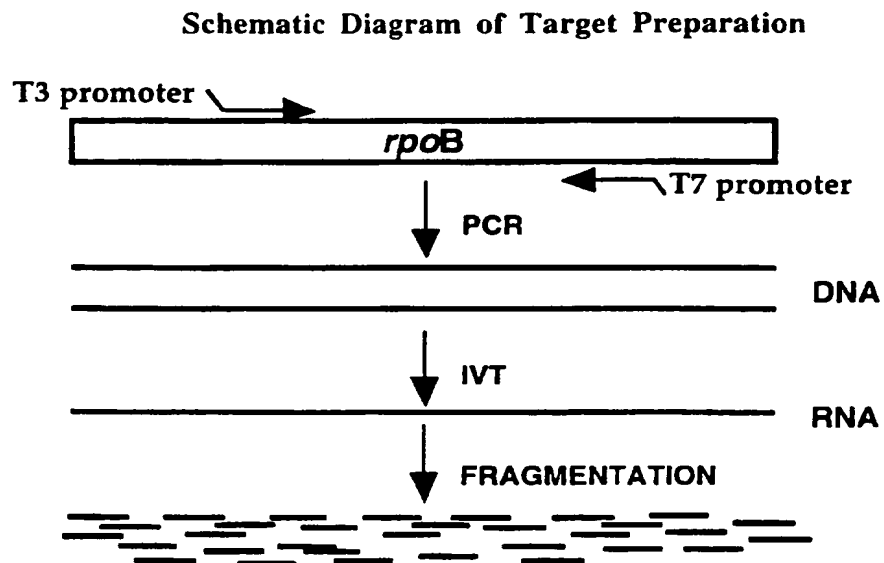 Schematic Diagram of Target Preparation
T3 promoter
rpoB
T7 promoter
PCR
DNA
IVT
RNA
FRAGMENTATION